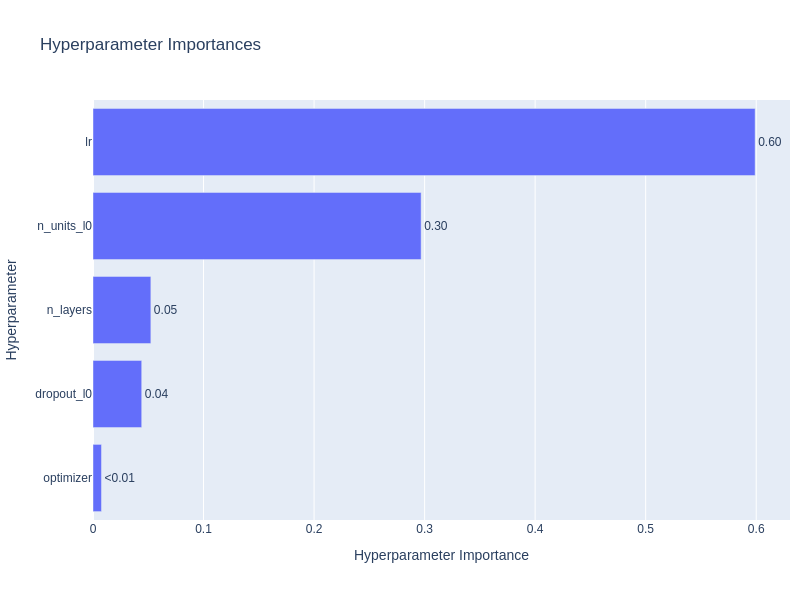 Hyperparameter Importances
lr
0.60
n_units_l0
0.30
n_layers
0.05
dropout_l0
0.04
optimizer
<0.01
0
0.1
0.2
0.3
0.4
0.5
0.6
Hyperparameter Importance
Hyperparameter